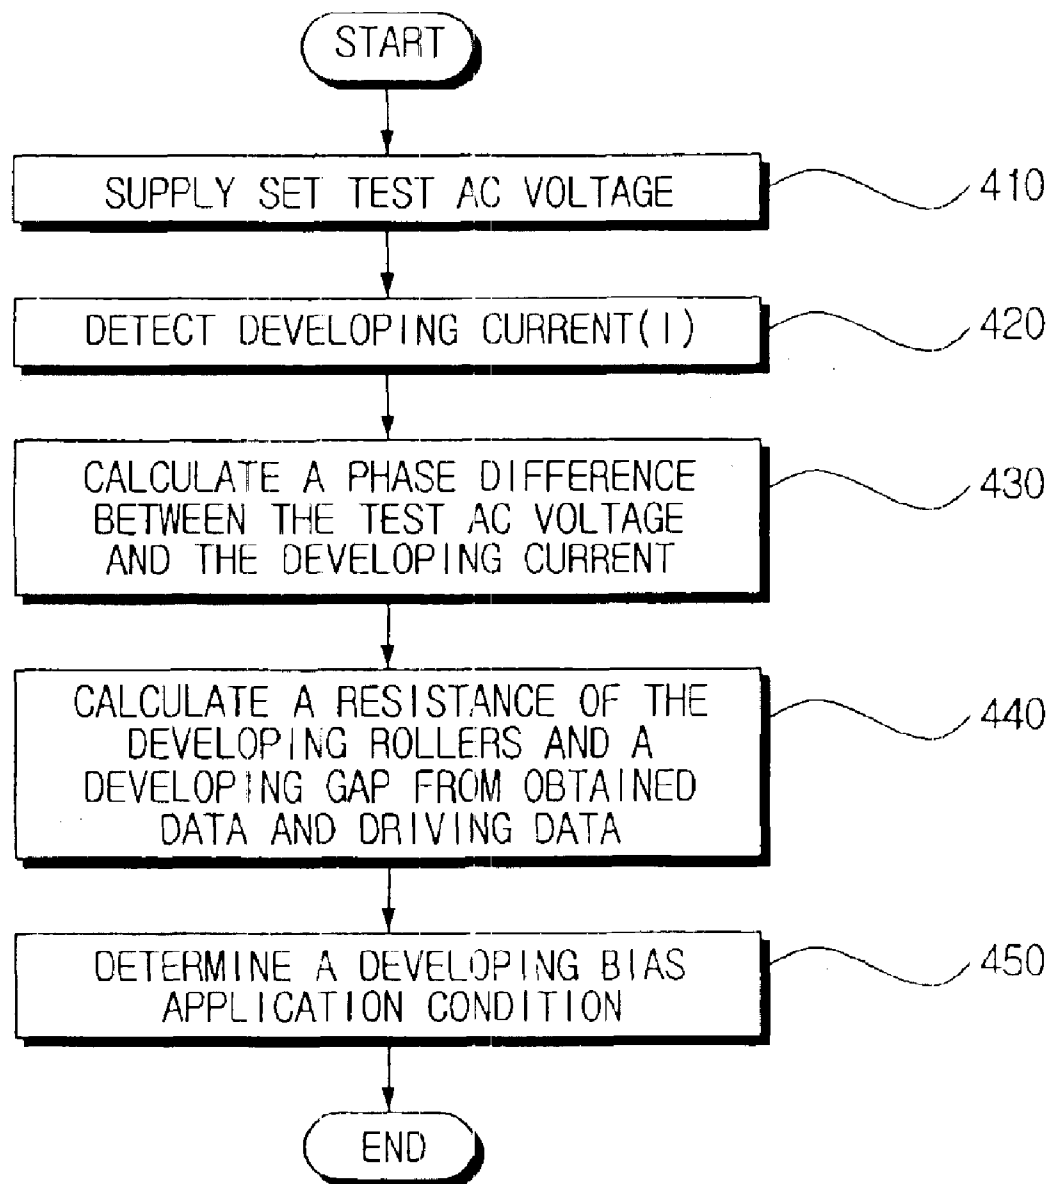 START
SUPPLY SET TEST AC VOLTAGE
410
DETECT DEVELOPING CURRENT(I)
420
CALCULATE A PHASE DIFFERENCE
BETWEEN THE TEST AC VOLTAGE
AND THE DEVELOPING CURRENT
430
CALCULATE A RESISTANCE OF THE
DEVELOPING ROLLERS AND A
DEVELOPING GAP FROM OBTAINED
DATA AND DRIVING DATA
440
DETERMINE A DEVELOPING BIAS
APPLICATION CONDITION
450
END